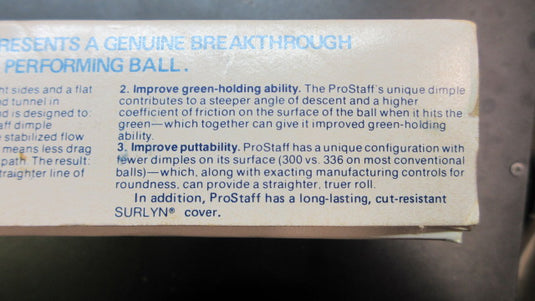 RESENTS A GENUINE BREAKTHROUGH
PERFORMING BALL.
ht sides and a flat
d tunnel in
d is designed to:
aff dimple
e stabilized flow
means less drag
path. The result:
traighter line of
2. Improve green-holding ability. The ProStaff's unique dimple
contributes to a steeper angle of descent and a higher
coefficient of friction on the surface of the ball when it hits the
green—which together can give it improved green-holding
ability.
3. Improve puttability. ProStaff has a unique configuration with
fewer dimples on its surface (300 vs. 336 on most conventional
balls)—which, along with exacting manufacturing controls for
roundness, can provide a straighter, truer roll.
In addition, ProStaff has a long-lasting, cut-resistant
SURLYN® cover.